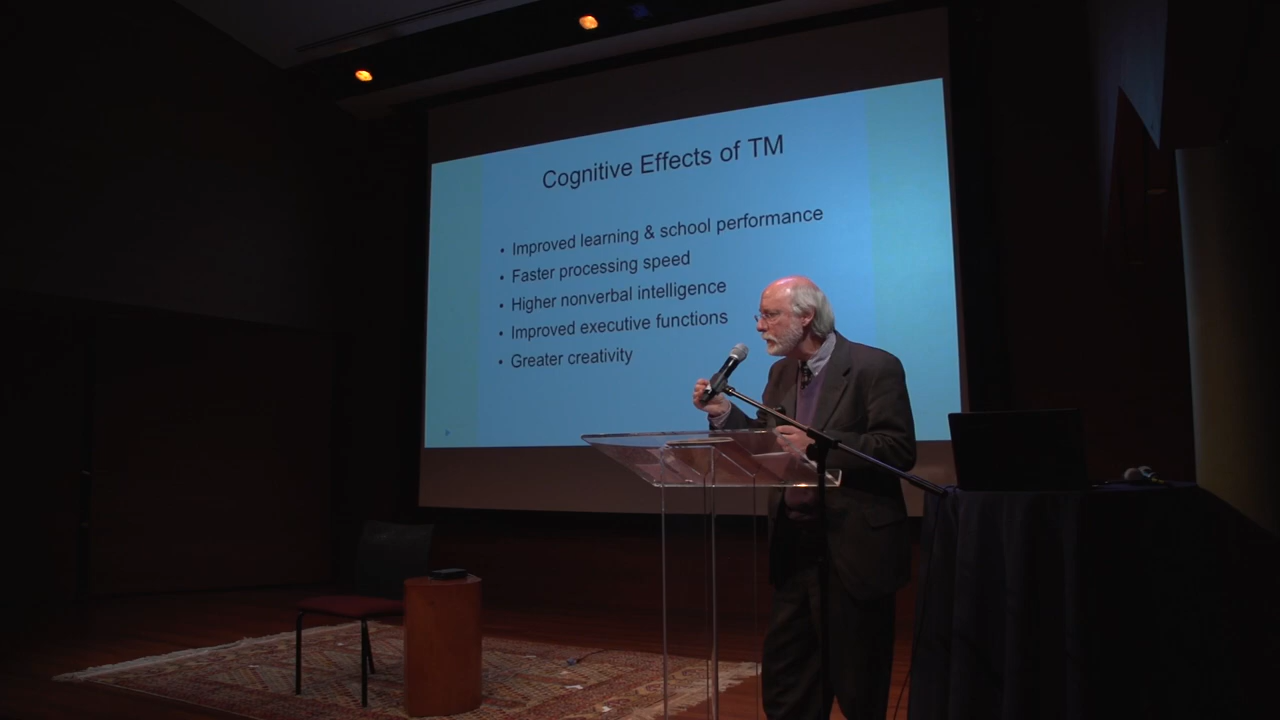 Cognitive Effects of TM
• Improved learning & school performance
• Faster processing speed
• Higher nonverbal intelligence
• Improved executive functions
• Greater creativity